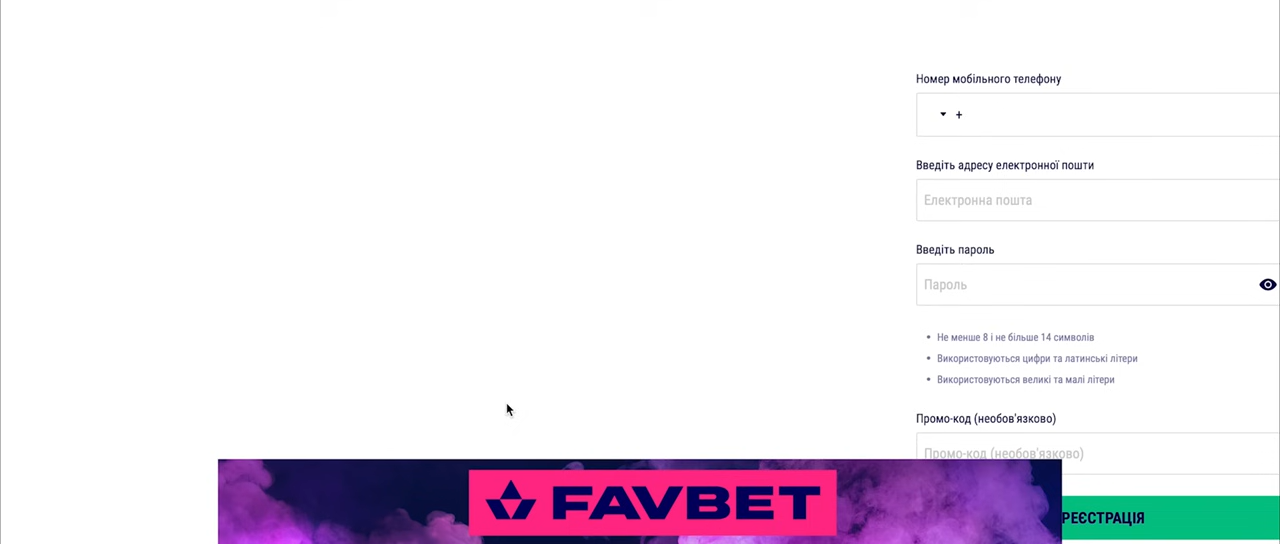 Номер мобільного телефону
+
Введіть адресу електронної пошти
Електронна пошта
Введіть пароль
Пароль
• Не менше 8 і не більше 14 символів
• Використовуються цифри та латинські літери
• Використовуються великі та малі літери
Промо-код (необов'язково)
Промо-код (необов'язково)
FAVBET
РЕЄСТРАЦІЯ